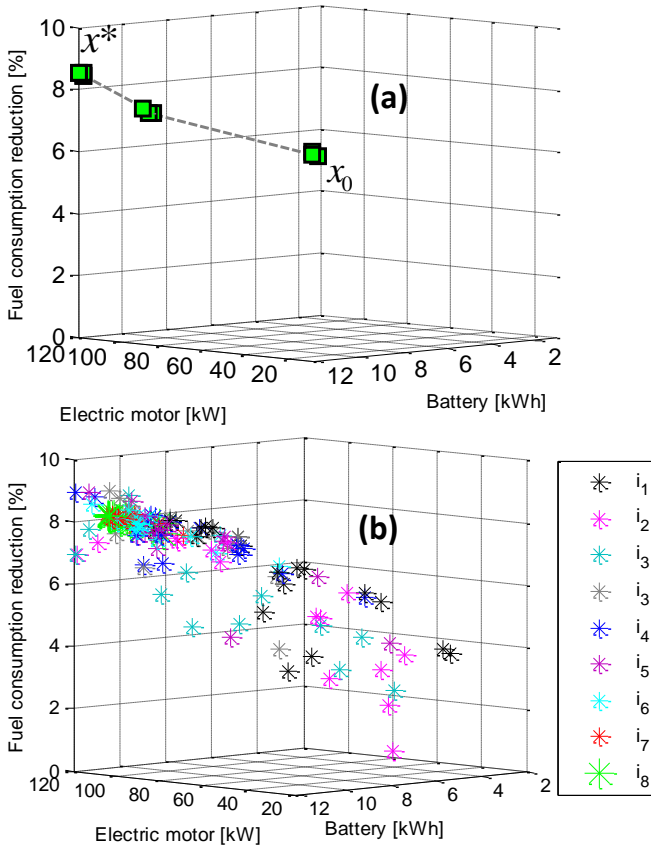 10
8
6
4
2
0
Fuel consumption reduction [%]
x*
(a)
x0
120
100
80
60
40
20
Electric motor [kW]
12
10
8
6
4
2
Battery [kWh]
10
8
6
4
2
0
Fuel consumption reduction [%]
(b)
120
100
80
60
40
20
Electric motor [kW]
12
10
8
6
4
2
Battery [kWh]
i1
i2
i3
i3
i4
i5
i6
i7
i8